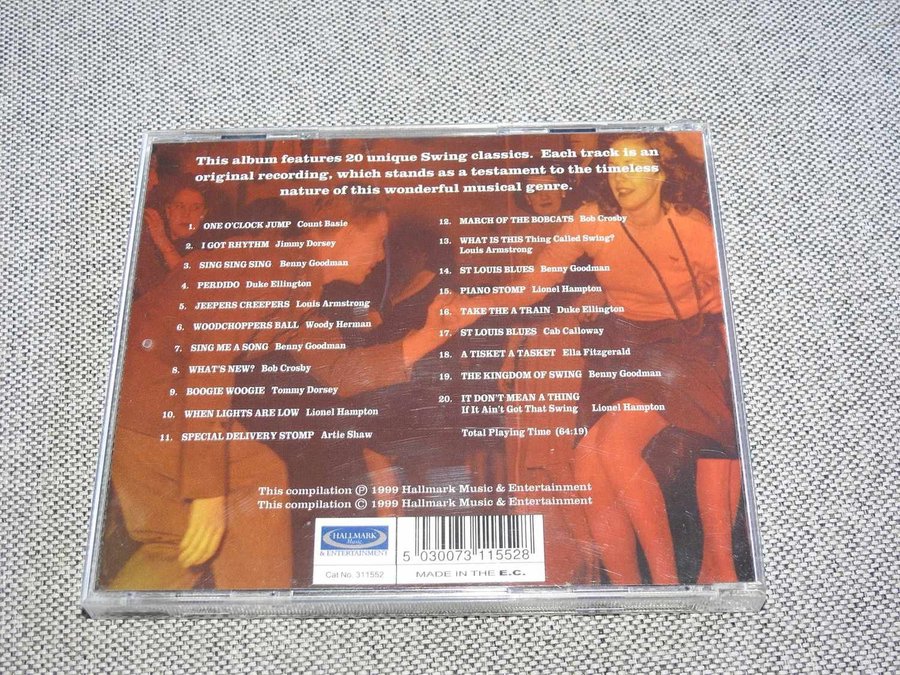 This album features 20 unique Swing classics. Each track is an
original recording, which stands as a testament to the timeless
nature of this wonderful musical genre.
1. ONE O'CLOCK JUMP Count Basie
2. I GOT RHYTHM Jimmy Dorsey
3. SING SING SING Benny Goodman
4. PERDIDO Duke Ellington
5. JEEPERS CREEPERS Louis Armstrong
6. WOODCHOPPERS BALL Woody Herman
7. SING ME A SONG Benny Goodman
8. WHAT'S NEW? Bob Crosby
9. BOOGIE WOOGIE Tommy Dorsey
10. WHEN LIGHTS ARE LOW Lionel Hampton
11. SPECIAL DELIVERY STOMP Artie Shaw
12. MARCH OF THE BOBCATS Bob Crosby
13. WHAT IS THIS Thing Called Swing?
Louis Armstrong
14. ST LOUIS BLUES Benny Goodman
15. PIANO STOMP Lionel Hampton
16. TAKE THE A TRAIN Duke Ellington
17. ST LOUIS BLUES Cab Calloway
18. A TISKET A TASKET Ella Fitzgerald
19. THE KINGDOM OF SWING Benny Goodman
20. IT DON'T MEAN A THING
If It Ain't Got That Swing Lionel Hampton
Total Playing Time (64:19)
This compilation ℗ 1999 Hallmark Music & Entertainment
This compilation © 1999 Hallmark Music & Entertainment
HALLMARK
Music
& ENTERTAINMENT
Cat No. 311552
5 030073 115528
MADE IN THE E.C.